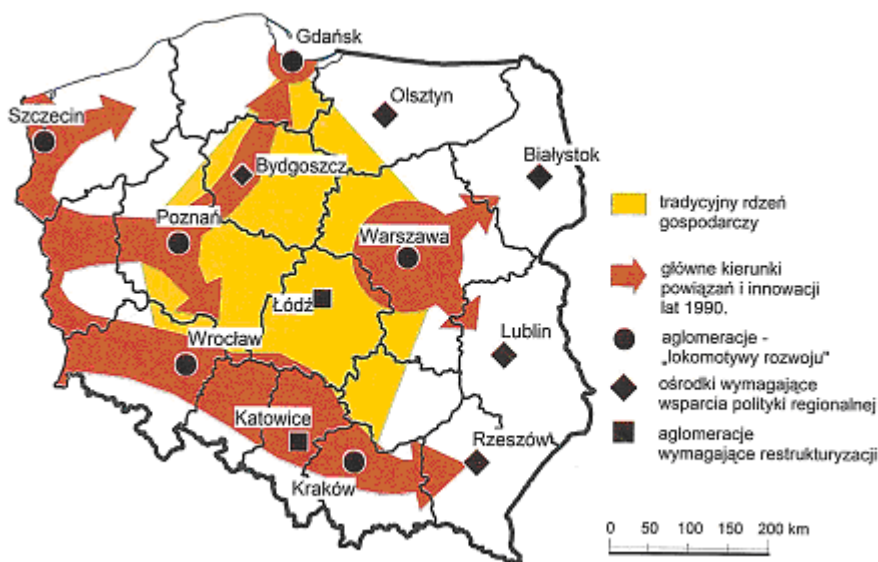 Gdańsk
Olsztyn
Szczecin
Białystok
Bydgoszcz
Poznań
Warszawa
Łódź
Wrocław
Lublin
Katowice
Rzeszów
Kraków
tradycyjny rdzeń
gospodarczy
główne kierunki
powiązań i innowacji
lat 1990.
aglomeracje -
„lokomotywy rozwoju"
ośrodki wymagające
wsparcia polityki regionalnej
aglomeracje
wymagające restrukturyzacji
0 50 100 150 200 km